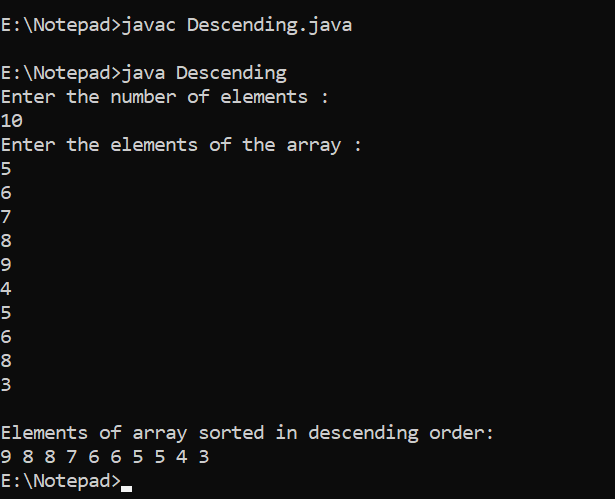 E:\Notepad>javac Descending.java
E:\Notepad>java Descending
Enter the number of elements :
10
Enter the elements of the array :
5
6
7
8
9
4
5
6
8
3
Elements of array sorted in descending order:
9 8 8 7 6 6 5 5 4 3
E:\Notepad>